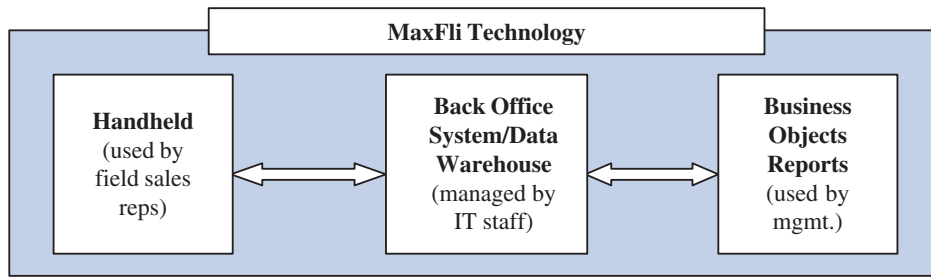 MaxFli Technology
Handheld
(used by
field sales
reps)
Back Office
System/Data
Warehouse
(managed by
IT staff)
Business
Objects
Reports
(used by
mgmt.)